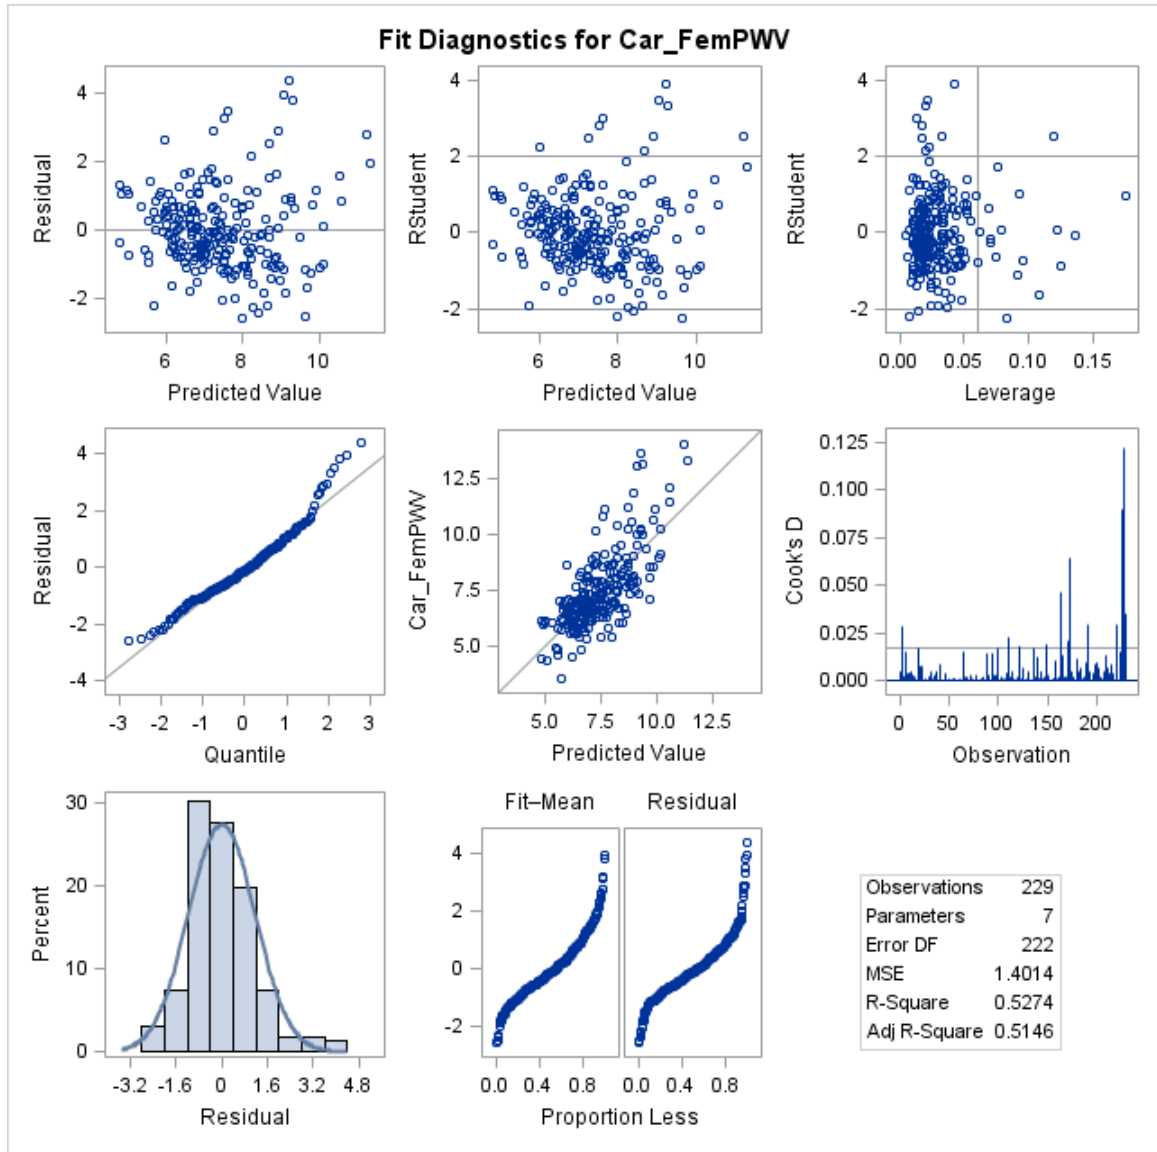 Fit Diagnostics for Car_FemPWV
4
2
0
-2
Residual
6 8 10
Predicted Value
4
2
0
-2
RStudent
6 8 10
Predicted Value
4
2
0
-2
RStudent
0.00 0.05 0.10 0.15
Leverage
4
2
0
-2
-4
Residual
-3 -2 -1 0 1 2 3
Quantile
12.5
10.0
7.5
5.0
Car_FemPWV
5.0 7.5 10.0 12.5
Predicted Value
0.125
0.100
0.075
0.050
0.025
0.000
Cook's D
0 50 100 150 200
Observation
30
20
10
0
Percent
-3.2 -1.6 0 1.6 3.2 4.8
Residual
Fit–Mean Residual
4
2
0
-2
0.0 0.4 0.8 0.0 0.4 0.8
Proportion Less
Observations 229
Parameters 7
Error DF 222
MSE 1.4014
R-Square 0.5274
Adj R-Square 0.5146